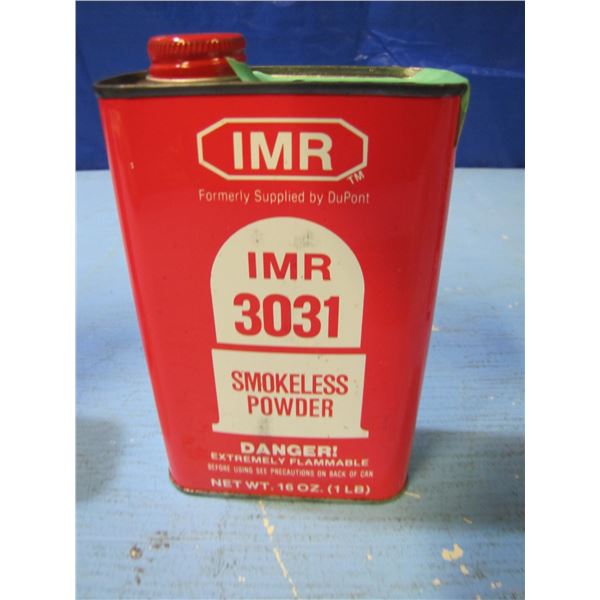 IMR
TM
Formerly Supplied by DuPont
IMR
3031
SMOKELESS
POWDER
DANGER!
EXTREMELY FLAMMABLE
BEFORE USING SEE PRECAUTIONS ON BACK OF CAN
NET WT. 16 OZ. (1 LB)